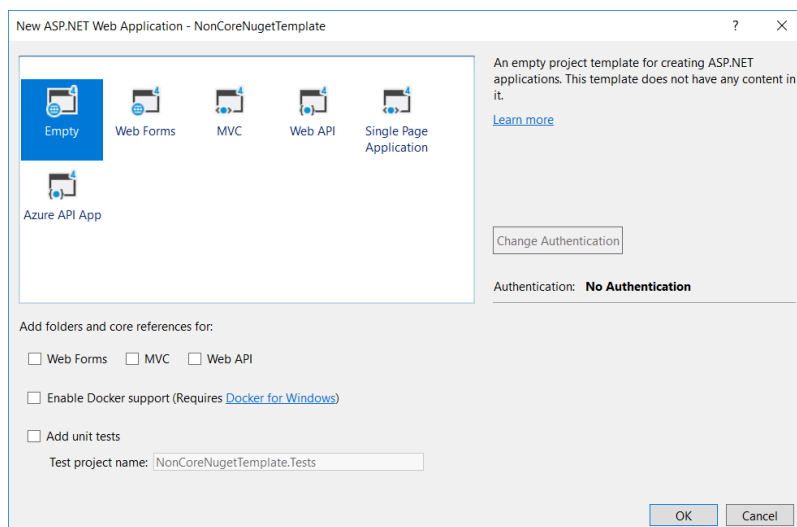 New ASP.NET Web Application - NonCoreNugetTemplate
?
Empty
Web Forms
MVC
Web API
Single Page
Application
Azure API App
An empty project template for creating ASP.NET
applications. This template does not have any content in
it.
Learn more
Change Authentication
Authentication: No Authentication
Add folders and core references for:
Web Forms MVC Web API
Enable Docker support (Requires Docker for Windows)
Add unit tests
Test project name: NonCoreNugetTemplate.Tests
OK Cancel